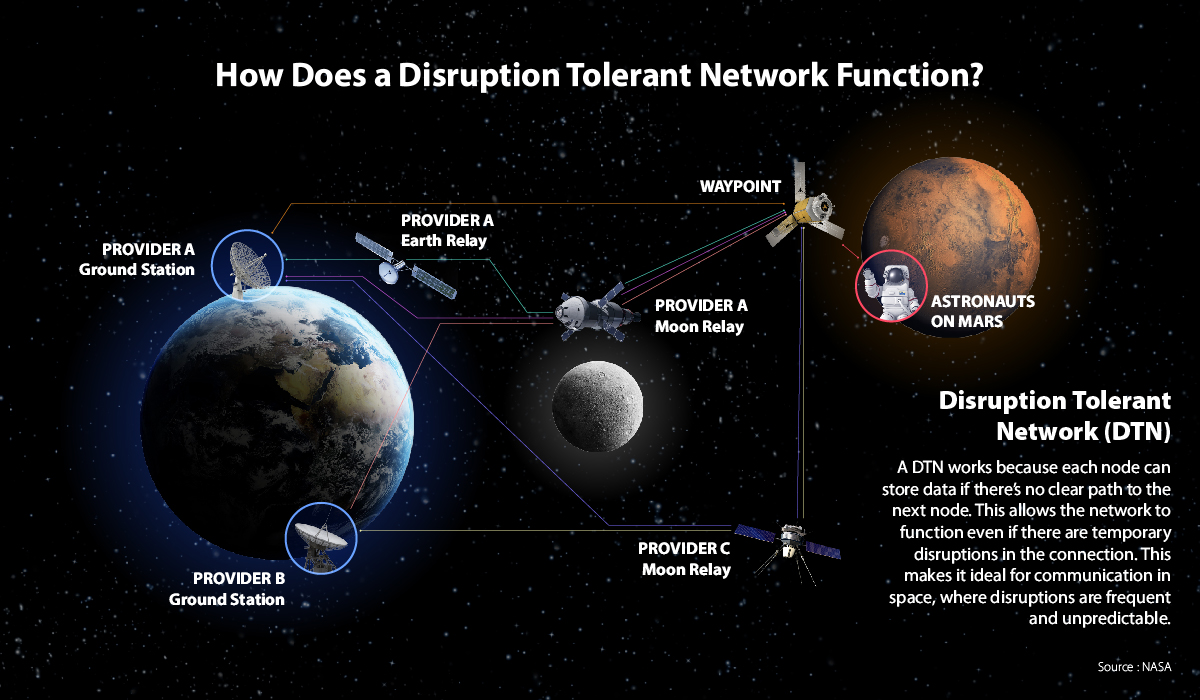 How Does a Disruption Tolerant Network Function?
WAYPOINT
PROVIDER A
Earth Relay
PROVIDER A
Ground Station
PROVIDER A
Moon Relay
ASTRONAUTS
ON MARS
PROVIDER C
Moon Relay
PROVIDER B
Ground Station
Disruption Tolerant
Network (DTN)
A DTN works because each node can
store data if there's no clear path to the
next node. This allows the network to
function even if there are temporary
disruptions in the connection. This
makes it ideal for communication in
space, where disruptions are frequent
and unpredictable.
Source : NASA